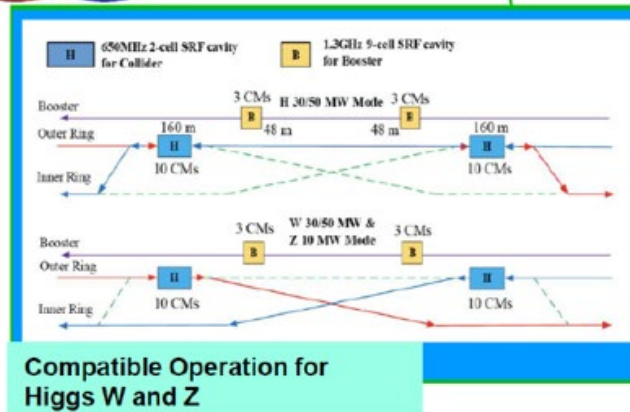 H
650MHz 2-cell SRF cavity
for Collider
B
1.3GHz 9-cell SRF cavity
for Booster
3 CMs H 30/50 MW Mode 3 CMs
Booster
B B
Outer Ring 160 m 48 m 48 m 160 m
H H
10 CMs 10 CMs
Inner Ring
3 CMs W 30/50 MW & 3 CMs
Z 10 MW Mode
Booster
B B
Outer Ring
H H
10 CMs 10 CMs
Inner Ring
Compatible Operation for
Higgs W and Z